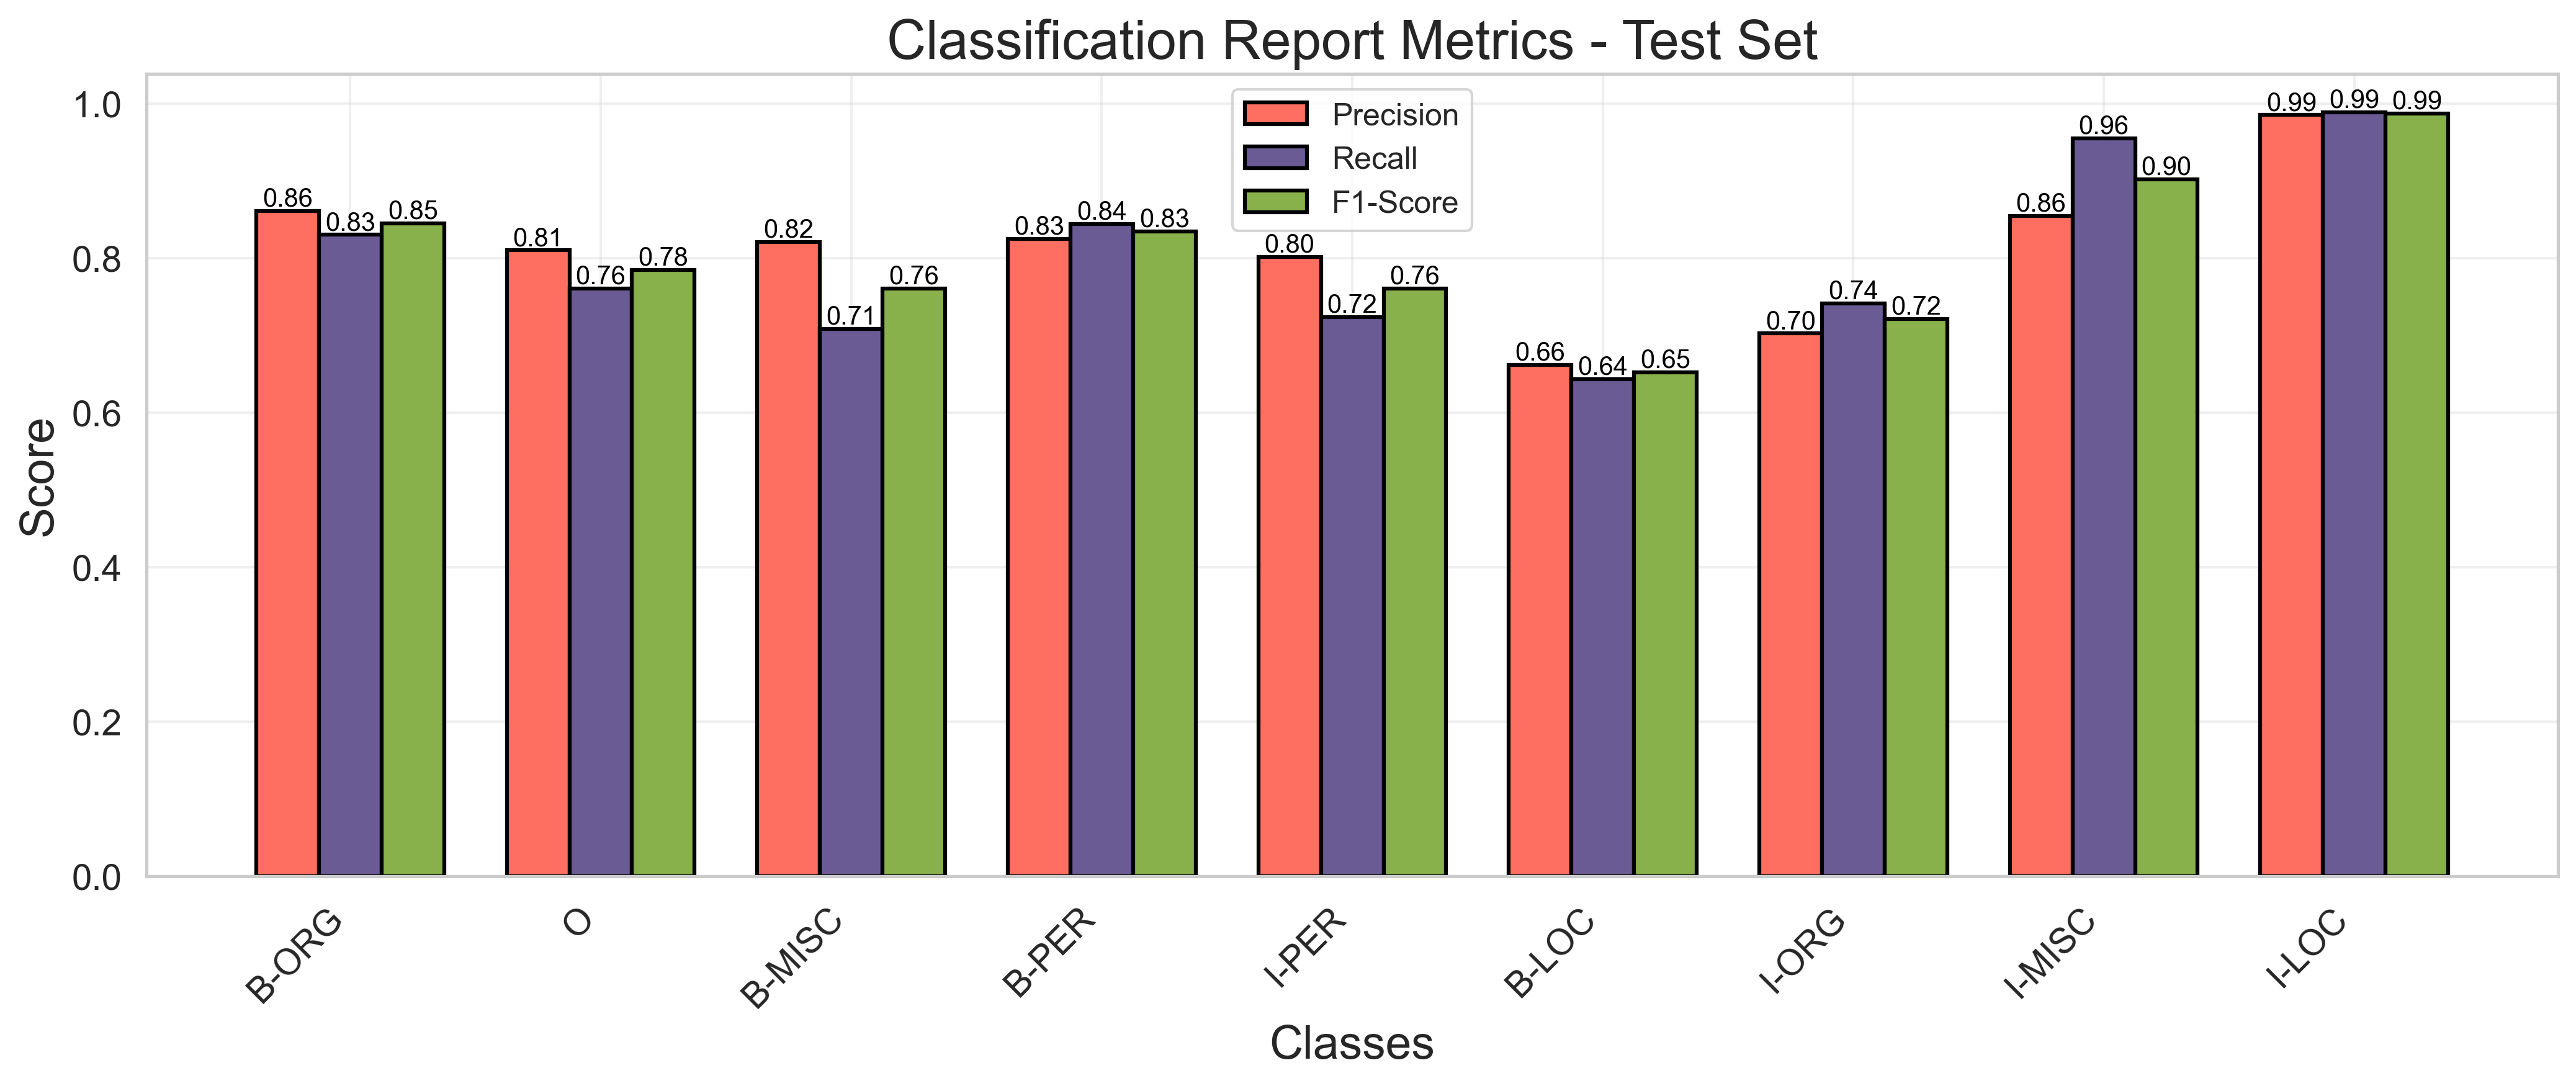 Classification Report Metrics - Test Set
Precision
Recall
F1-Score
Score
1.0
0.8
0.6
0.4
0.2
0.0
0.86 0.83 0.85
0.81 0.76 0.78
0.82 0.71 0.76
0.83 0.84 0.83
0.80 0.72 0.76
0.66 0.64 0.65
0.70 0.74 0.72
0.86 0.96 0.90
0.99 0.99 0.99
B-ORG
O
B-MISC
B-PER
I-PER
B-LOC
I-ORG
I-MISC
I-LOC
Classes